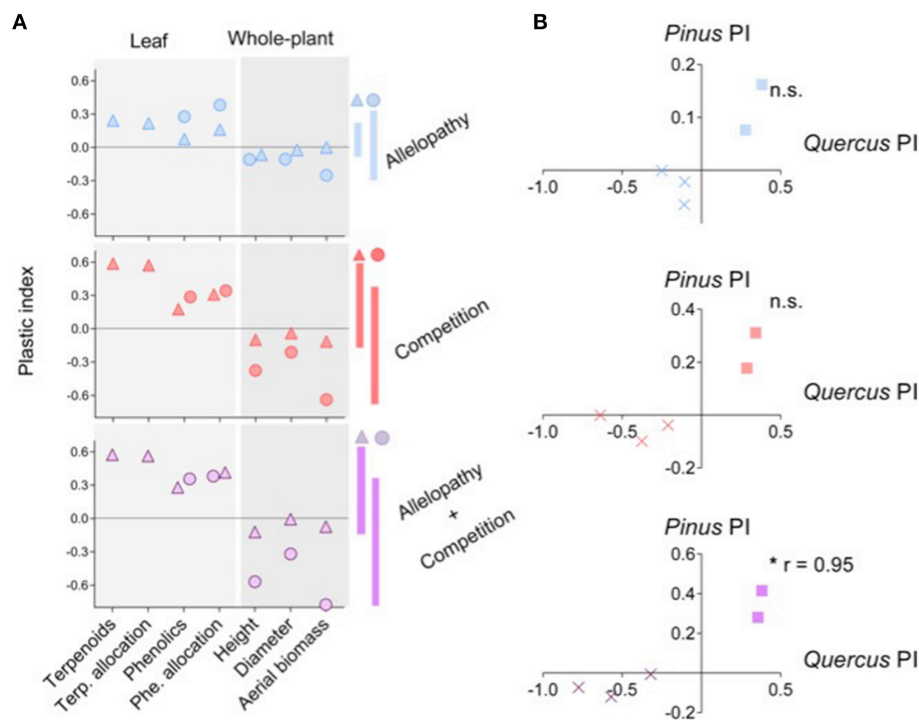 A
Leaf
Whole-plant
0.6
0.3
0.0
-0.3
-0.6
Allelopathy
0.6
0.3
0.0
-0.3
-0.6
Competition
0.6
0.3
0.0
-0.3
-0.6
Allelopathy
+
Competition
Plastic index
Terpenoids
Terp. allocation
Phenolics
Phe. allocation
Height
Diameter
Aerial biomass
B
Pinus PI
0.2
n.s.
0.1
Quercus PI
-1.0
-0.5
0.5
Pinus PI
0.4
n.s.
0.2
Quercus PI
-1.0
-0.5
0.5
-0.2
Pinus PI
0.6
* r = 0.95
0.4
0.2
Quercus PI
-1.0
-0.5
0.5
-0.2